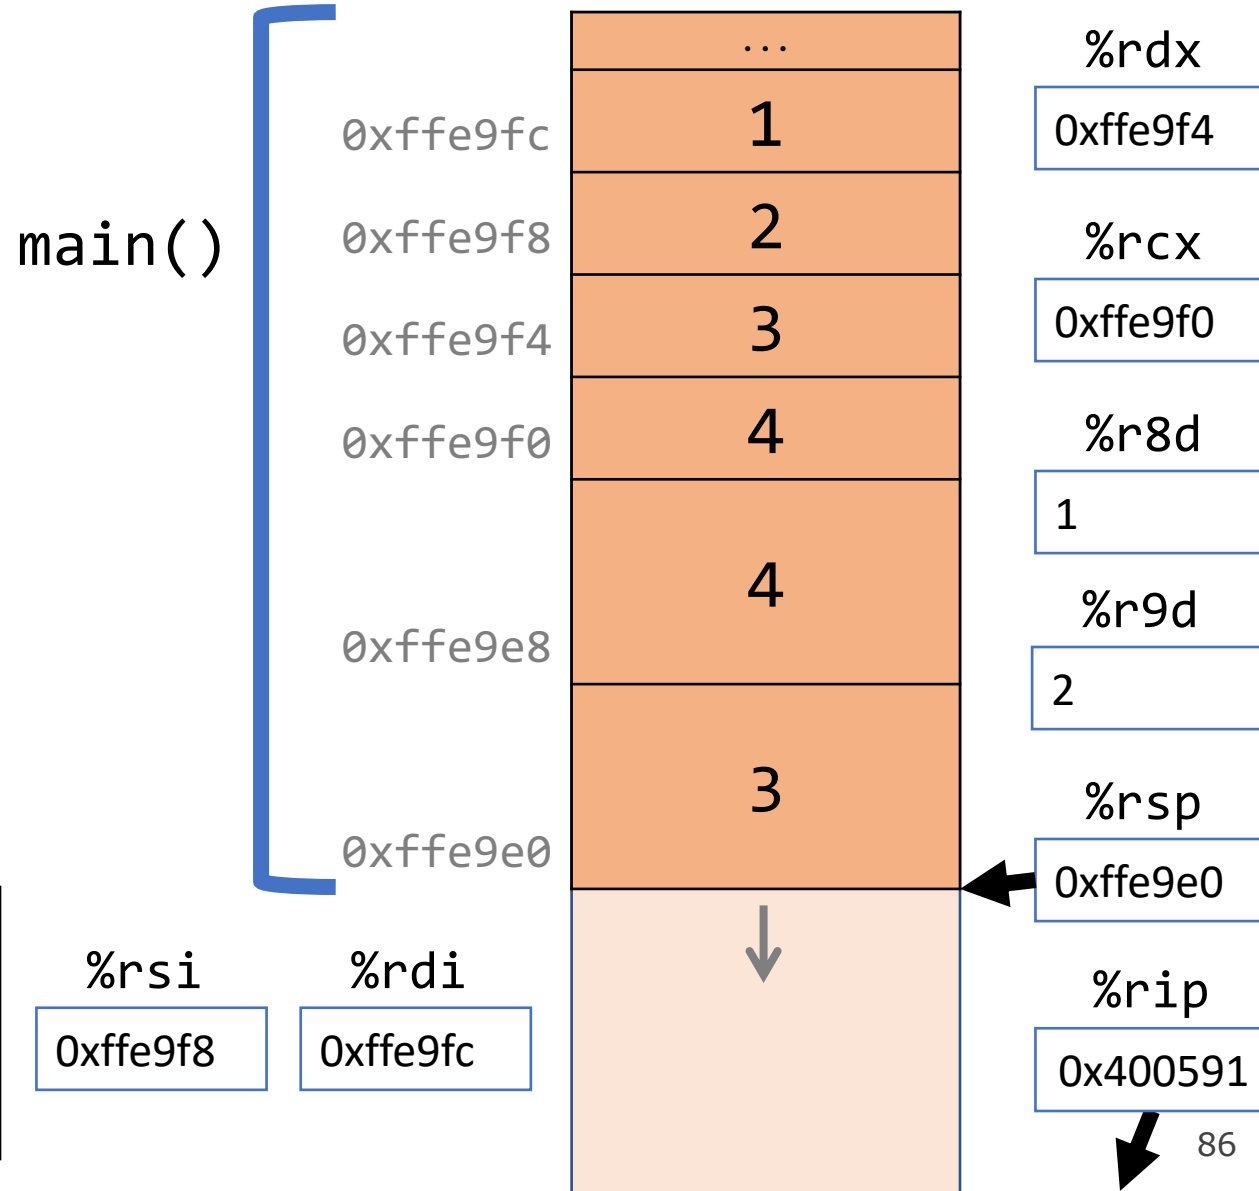 ...
%rdx
1
0xffe9fc
0xffe9f4
main()
2
0xffe9f8
%rcx
3
0xffe9f4
0xffe9f0
4
0xffe9f0
%r8d
1
4
0xffe9e8
%r9d
2
3
0xffe9e0
%rsp
0xffe9e0
%rsi
%rdi
%rip
0xffe9f8
0xffe9fc
0x400591
86